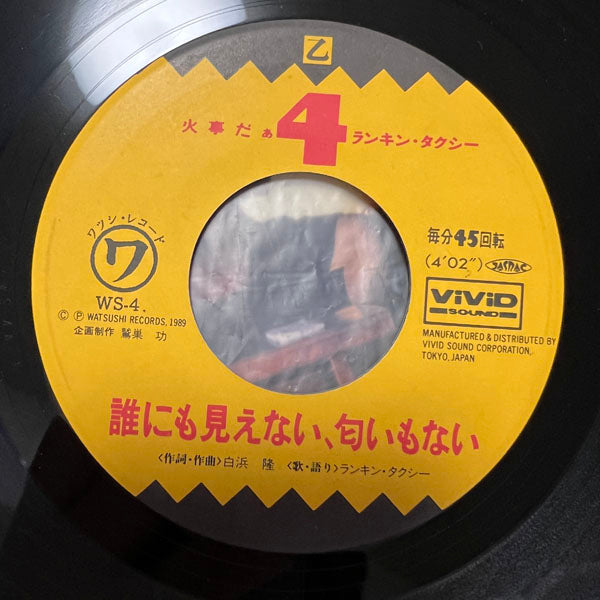 乙
火事だぁ 4 ランキン・タクシー
ワツシ・レコード
ワ
WS-4.
© Ⓟ WATSUSHI RECORDS, 1989
企画制作 鷲巣 功
毎分45回転
(4'02") JASRAC
ViViD
SOUND
MANUFACTURED & DISTRIBUTED BY
VIVID SOUND CORPORATION,
TOKYO, JAPAN
誰にも見えない、匂いもない
〈作詞・作曲〉白浜 隆 〈歌・語り〉ランキン・タクシー